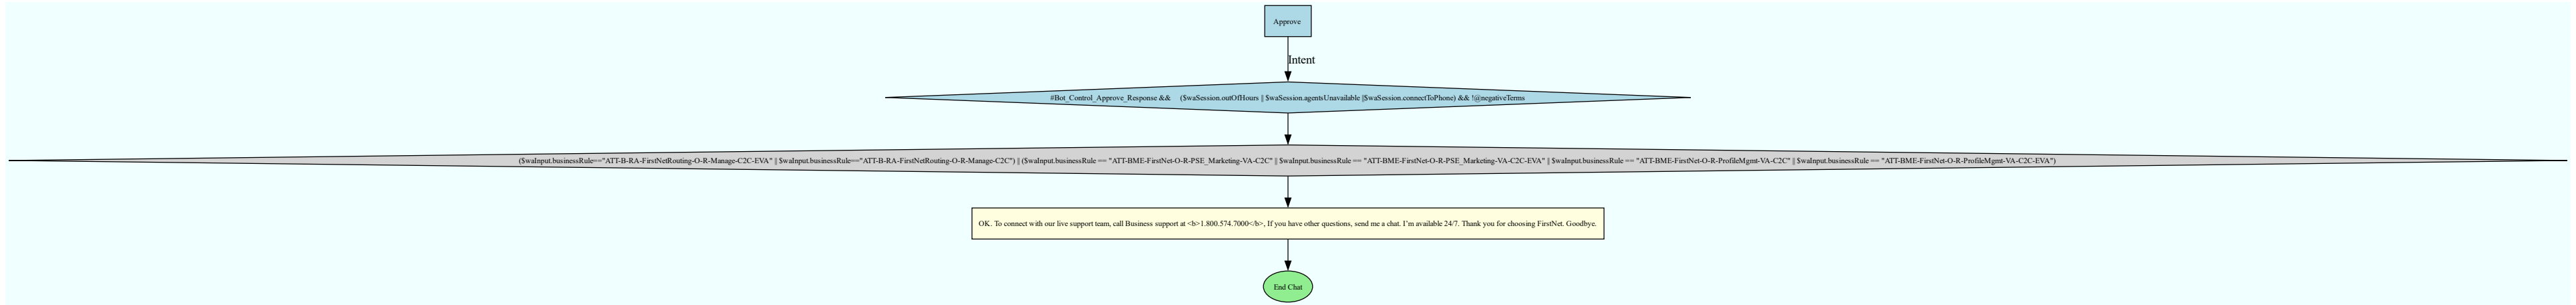 Approve
Intent
#Bot_Control_Approve_Response &&     ($waSession.outOfHours || $waSession.agentsUnavailable |$waSession.connectToPhone) && !@negativeTerms
($waInput.businessRule=="ATT-B-RA-FirstNetRouting-O-R-Manage-C2C-EVA" || $waInput.businessRule=="ATT-B-RA-FirstNetRouting-O-R-Manage-C2C") || ($waInput.businessRule == "ATT-BME-FirstNet-O-R-PSE_Marketing-VA-C2C" || $waInput.businessRule == "ATT-BME-FirstNet-O-R-PSE_Marketing-VA-C2C-EVA" || $waInput.businessRule == "ATT-BME-FirstNet-O-R-ProfileMgmt-VA-C2C" || $waInput.businessRule == "ATT-BME-FirstNet-O-R-ProfileMgmt-VA-C2C-EVA")
OK. To connect with our live support team, call Business support at <b>1.800.574.7000</b>, If you have other questions, send me a chat. I’m available 24/7. Thank you for choosing FirstNet. Goodbye.
End Chat